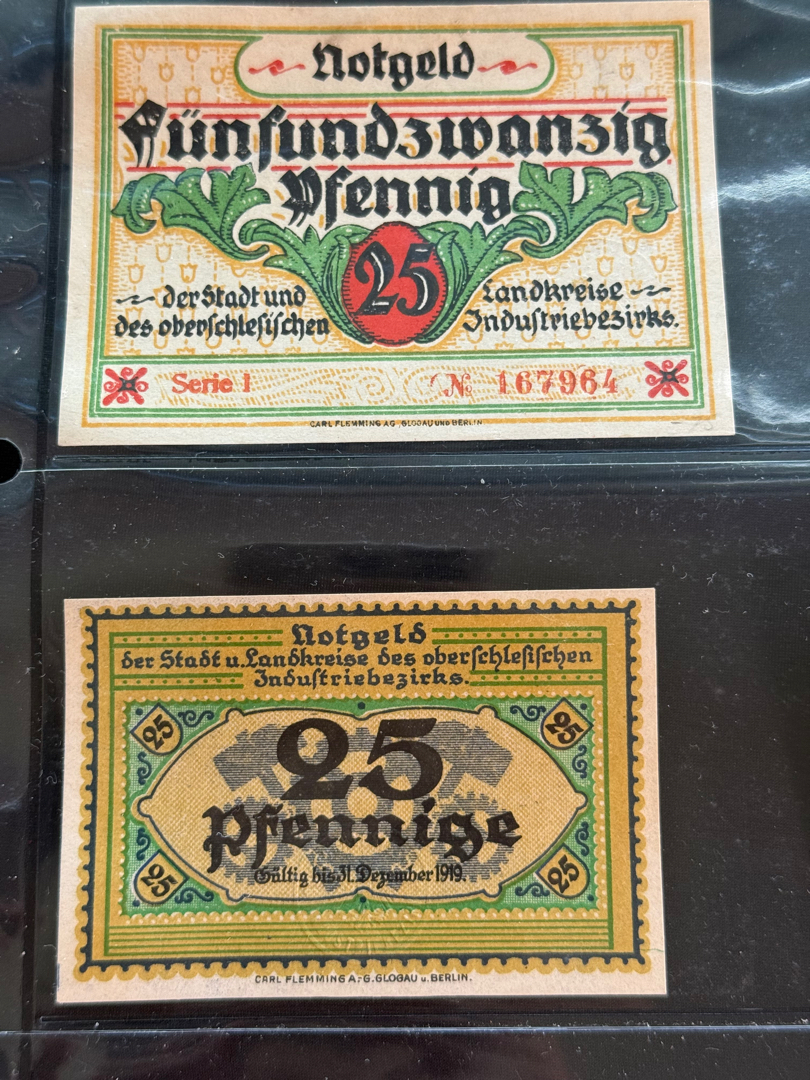 Notgeld
Fünfundzwanzig
Pfennig
25
der Stadt und Landkreise
des oberschlesischen Industriebezirks.
Serie I № 167964
CARL FLEMMING AG, GLOGAU UND BERLIN
Notgeld
der Stadt u. Landkreise des oberschlesischen
Industriebezirks.
25 25
25
Pfennige
Gültig bis 31. Dezember 1919.
25 25
CARL FLEMMING A.-G. GLOGAU u. BERLIN.